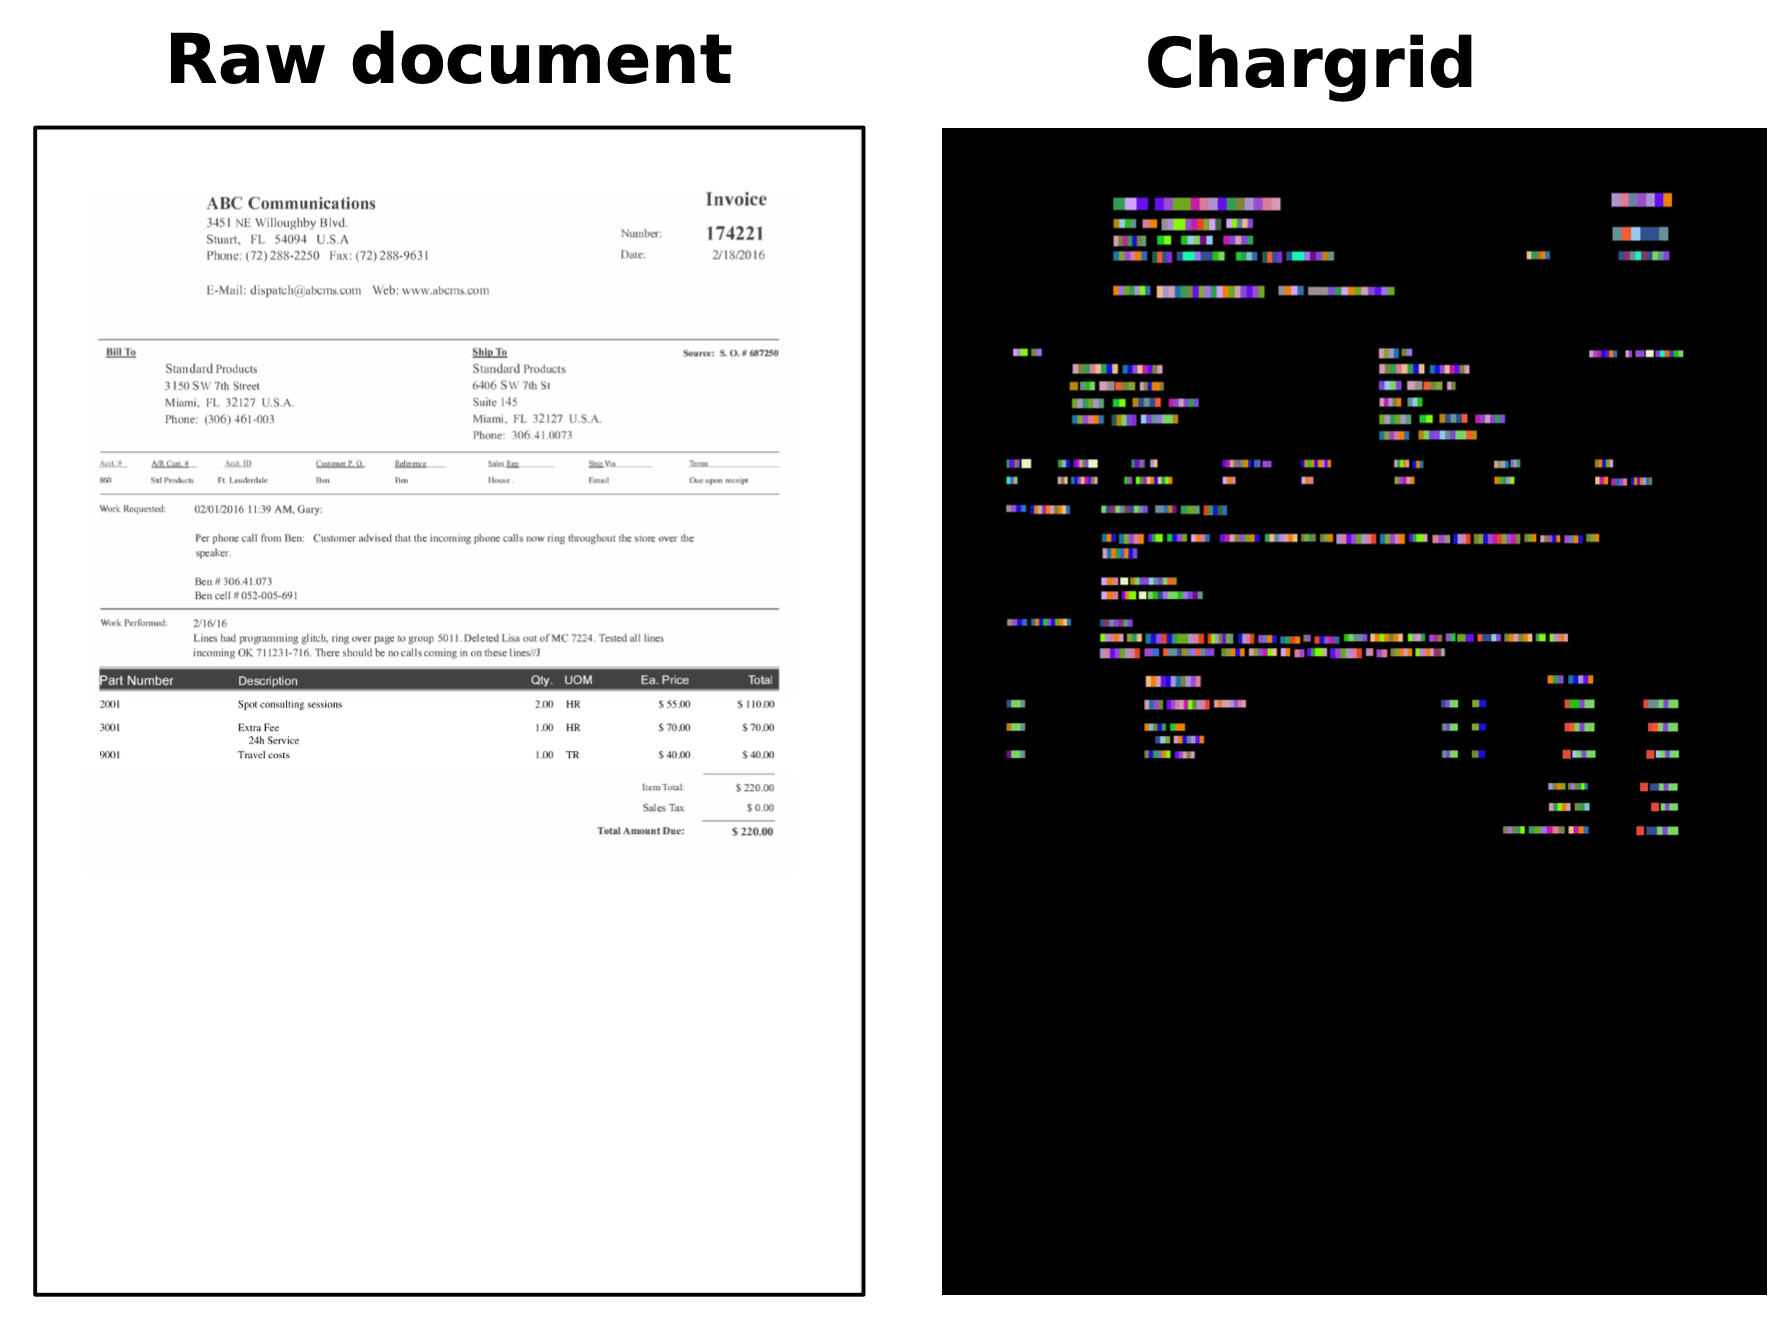 Raw document
Chargrid
ABC Communications
3451 NE Willoughby Blvd.
Stuart, FL 54094 U.S.A
Phone: (72) 288-2250 Fax: (72) 288-9631
E-Mail: dispatch@abcms.com Web: www.abcms.com
Invoice
Number: 174221
Date: 2/18/2016
Bill To
Standard Products
3150 SW 7th Street
Miami, FL 32127 U.S.A.
Phone: (306) 461-003
Ship To
Standard Products
6406 SW 7th St
Suite 145
Miami, FL 32127 U.S.A.
Phone: 306.41.0073
Source: S. O. # 687250
Acct. # A/R Cust. # Acct. ID Customer P. O. Reference Sales Rep Ship Via Terms
860 Std Products Ft. Lauderdale Ben Ben House . Email Due upon receipt
Work Requested: 02/01/2016 11:39 AM, Gary:
Per phone call from Ben: Customer advised that the incoming phone calls now ring throughout the store over the
speaker.
Ben # 306.41.073
Ben cell # 052-005-691
Work Performed: 2/16/16
Lines had programming glitch, ring over page to group 5011. Deleted Lisa out of MC 7224. Tested all lines
incoming OK 711231-716. There should be no calls coming in on these lines//J
Part Number Description Qty. UOM Ea. Price Total
2001 Spot consulting sessions 2.00 HR $ 55.00 $ 110.00
3001 Extra Fee 1.00 HR $ 70.00 $ 70.00
24h Service
9001 Travel costs 1.00 TR $ 40.00 $ 40.00
Item Total: $ 220.00
Sales Tax $ 0.00
Total Amount Due: $ 220.00